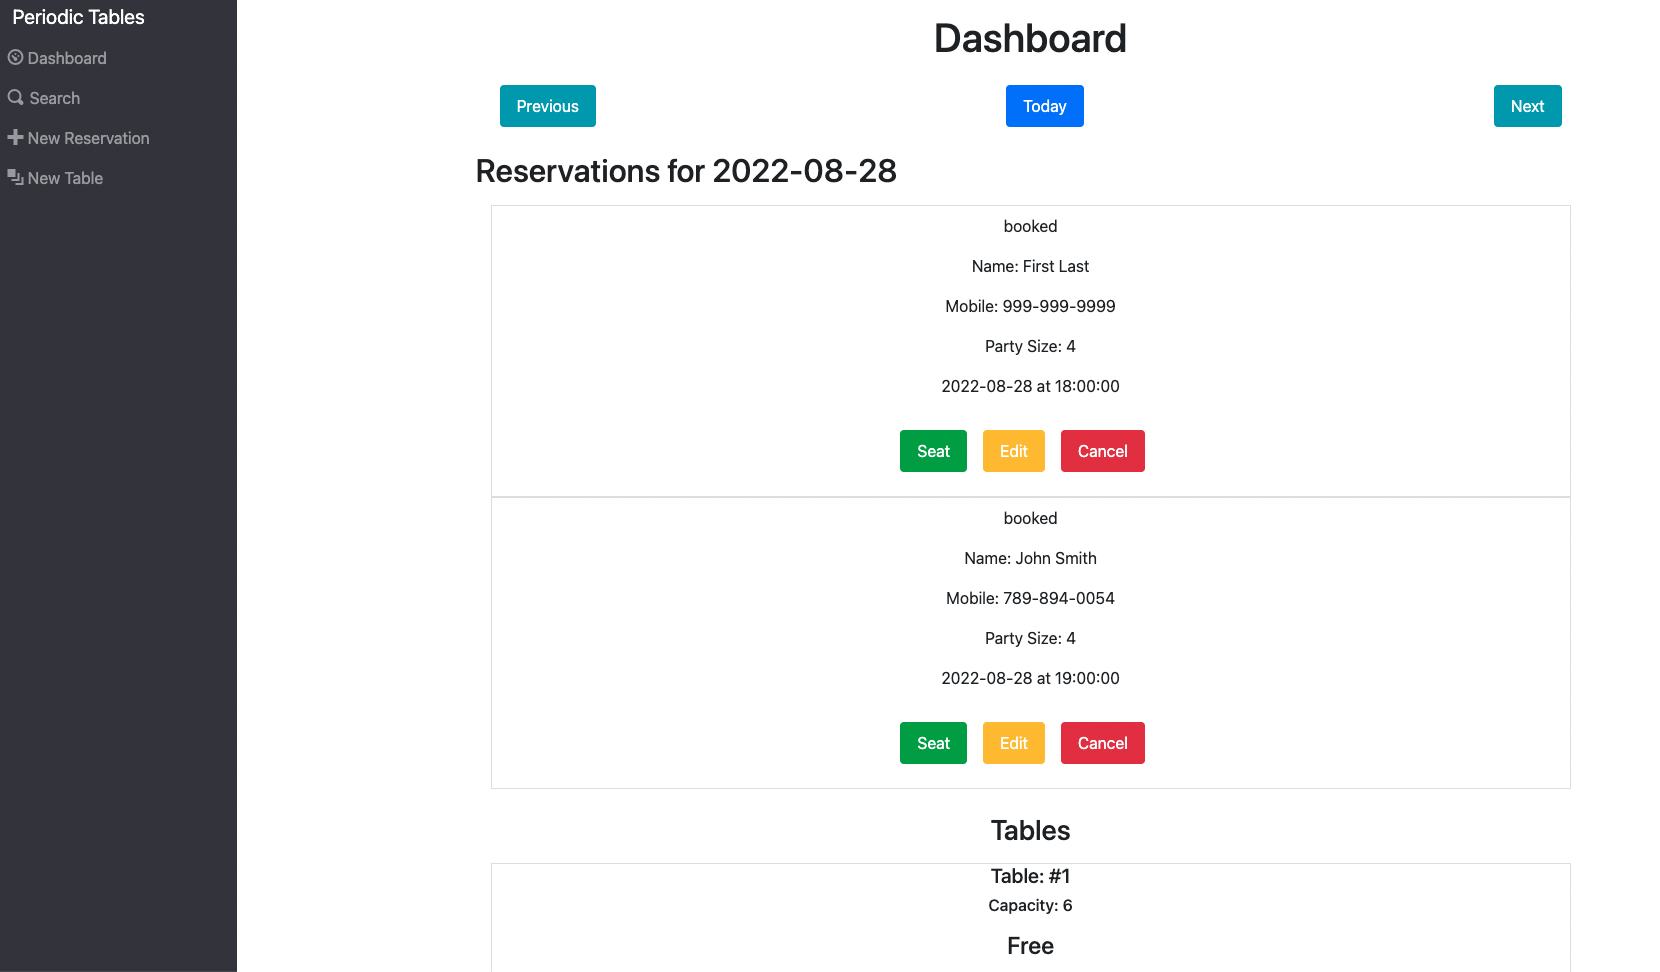 Periodic Tables
Dashboard
Search
New Reservation
New Table
Dashboard
Previous Today Next
Reservations for 2022-08-28
booked
Name: First Last
Mobile: 999-999-9999
Party Size: 4
2022-08-28 at 18:00:00
Seat Edit Cancel
booked
Name: John Smith
Mobile: 789-894-0054
Party Size: 4
2022-08-28 at 19:00:00
Seat Edit Cancel
Tables
Table: #1
Capacity: 6
Free